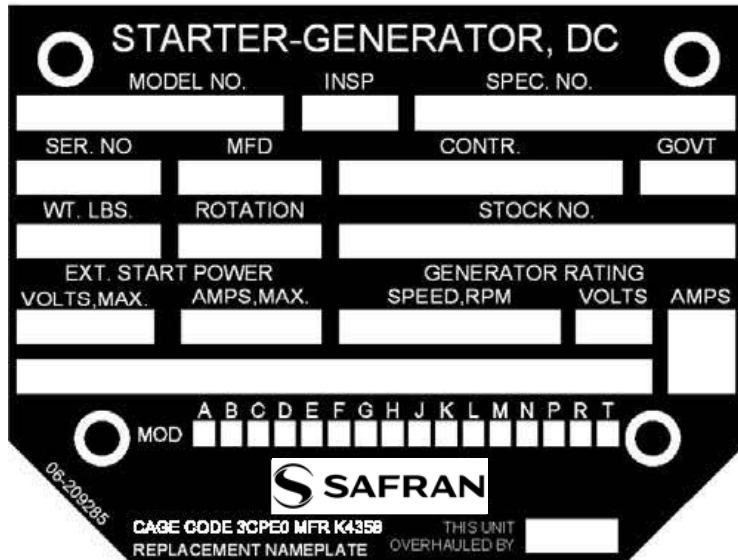 STARTER-GENERATOR, DC
MODEL NO. INSP SPEC. NO.
SER. NO MFD CONTR. GOVT
WT. LBS. ROTATION STOCK NO.
EXT. START POWER GENERATOR RATING
VOLTS,MAX. AMPS,MAX. SPEED,RPM VOLTS AMPS
A B C D E F G H J K L M N P R T
MOD
SAFRAN
06-209285
CAGE CODE 3CPE0 MFR K4358
REPLACEMENT NAMEPLATE
THIS UNIT
OVERHAULED BY